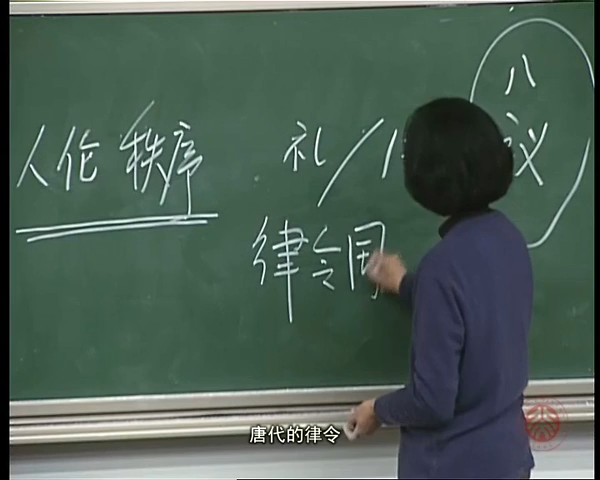 八
人伦 秩序 礼/ 议
律令
唐代的律令